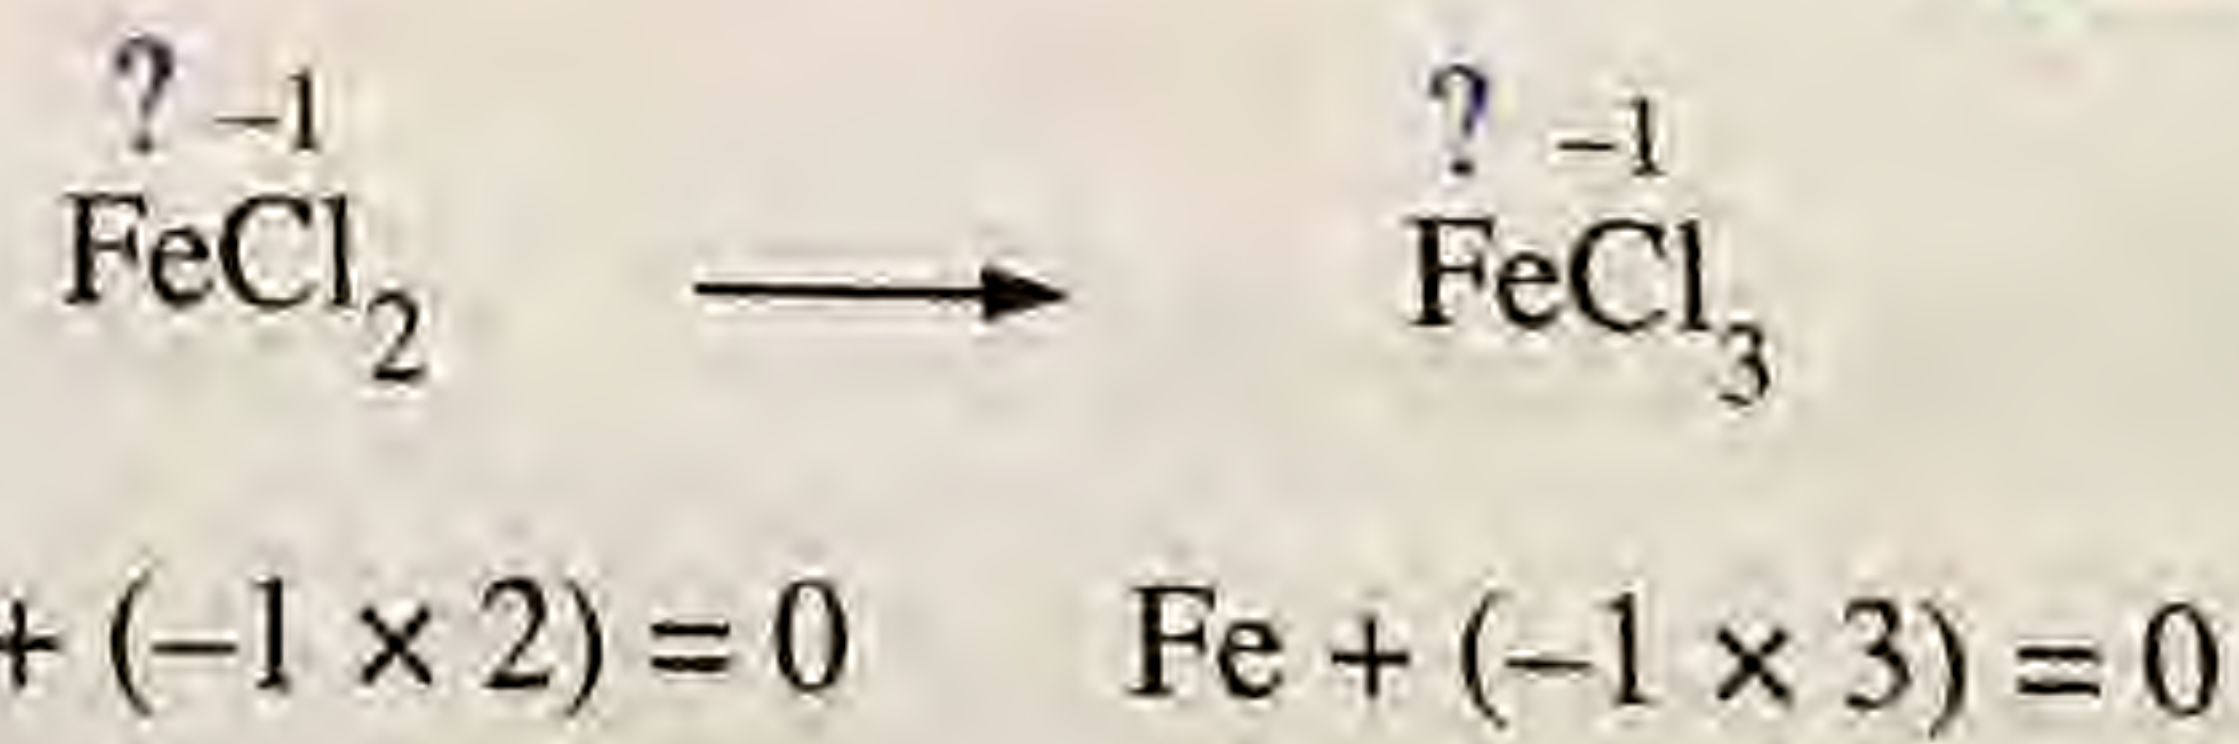 ? –1 ? –1
FeCl₂ ⟶ FeCl₃
+ (–1 × 2) = 0 Fe + (–1 × 3) = 0